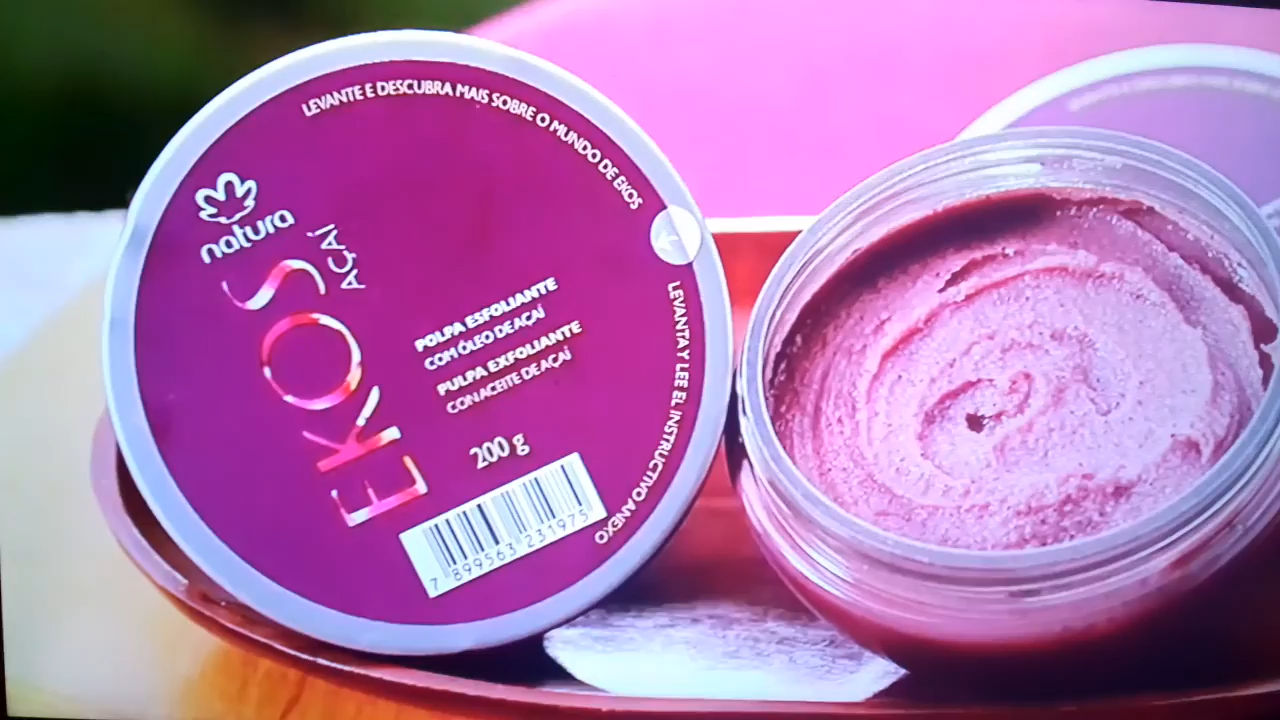 LEVANTE E DESCUBRA MAIS SOBRE O MUNDO DE EKOS
natura
EKOS
AÇAÍ
POLPA ESFOLIANTE
COM ÓLEO DE AÇAÍ
PULPA EXFOLIANTE
CON ACEITE DE AÇAÍ
200 g
7 899563 231975
LEVANTA Y LEE EL INSTRUCTIVO ANEXO